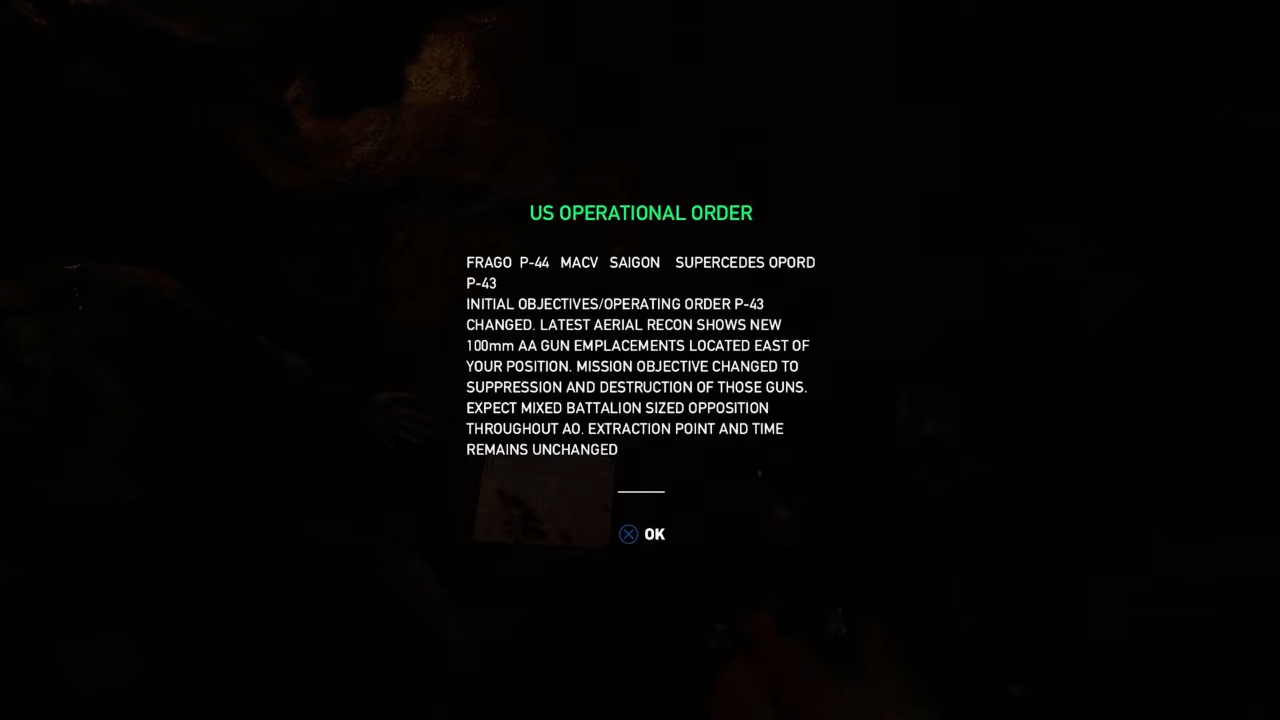 US OPERATIONAL ORDER
FRAGO P-44 MACV SAIGON SUPERCEDES OPORD
P-43
INITIAL OBJECTIVES/OPERATING ORDER P-43
CHANGED. LATEST AERIAL RECON SHOWS NEW
100mm AA GUN EMPLACEMENTS LOCATED EAST OF
YOUR POSITION. MISSION OBJECTIVE CHANGED TO
SUPPRESSION AND DESTRUCTION OF THOSE GUNS.
EXPECT MIXED BATTALION SIZED OPPOSITION
THROUGHOUT AO. EXTRACTION POINT AND TIME
REMAINS UNCHANGED
OK